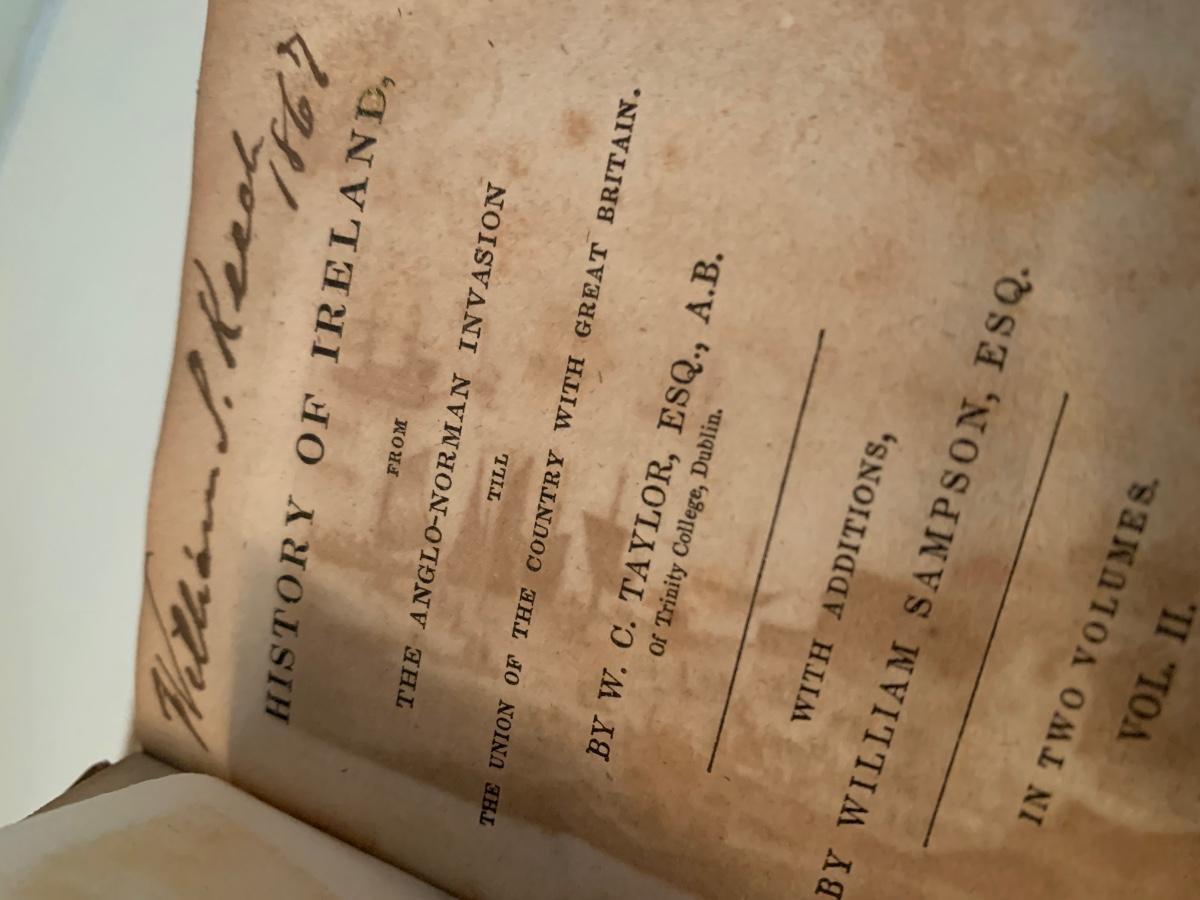 William S. Keech
1867
HISTORY OF IRELAND,
FROM
THE ANGLO-NORMAN INVASION
TILL
THE UNION OF THE COUNTRY WITH GREAT BRITAIN.
BY W. C. TAYLOR, ESQ., A.B.
Of Trinity College, Dublin.
WITH ADDITIONS,
BY WILLIAM SAMPSON, ESQ.
IN TWO VOLUMES.
VOL. II.